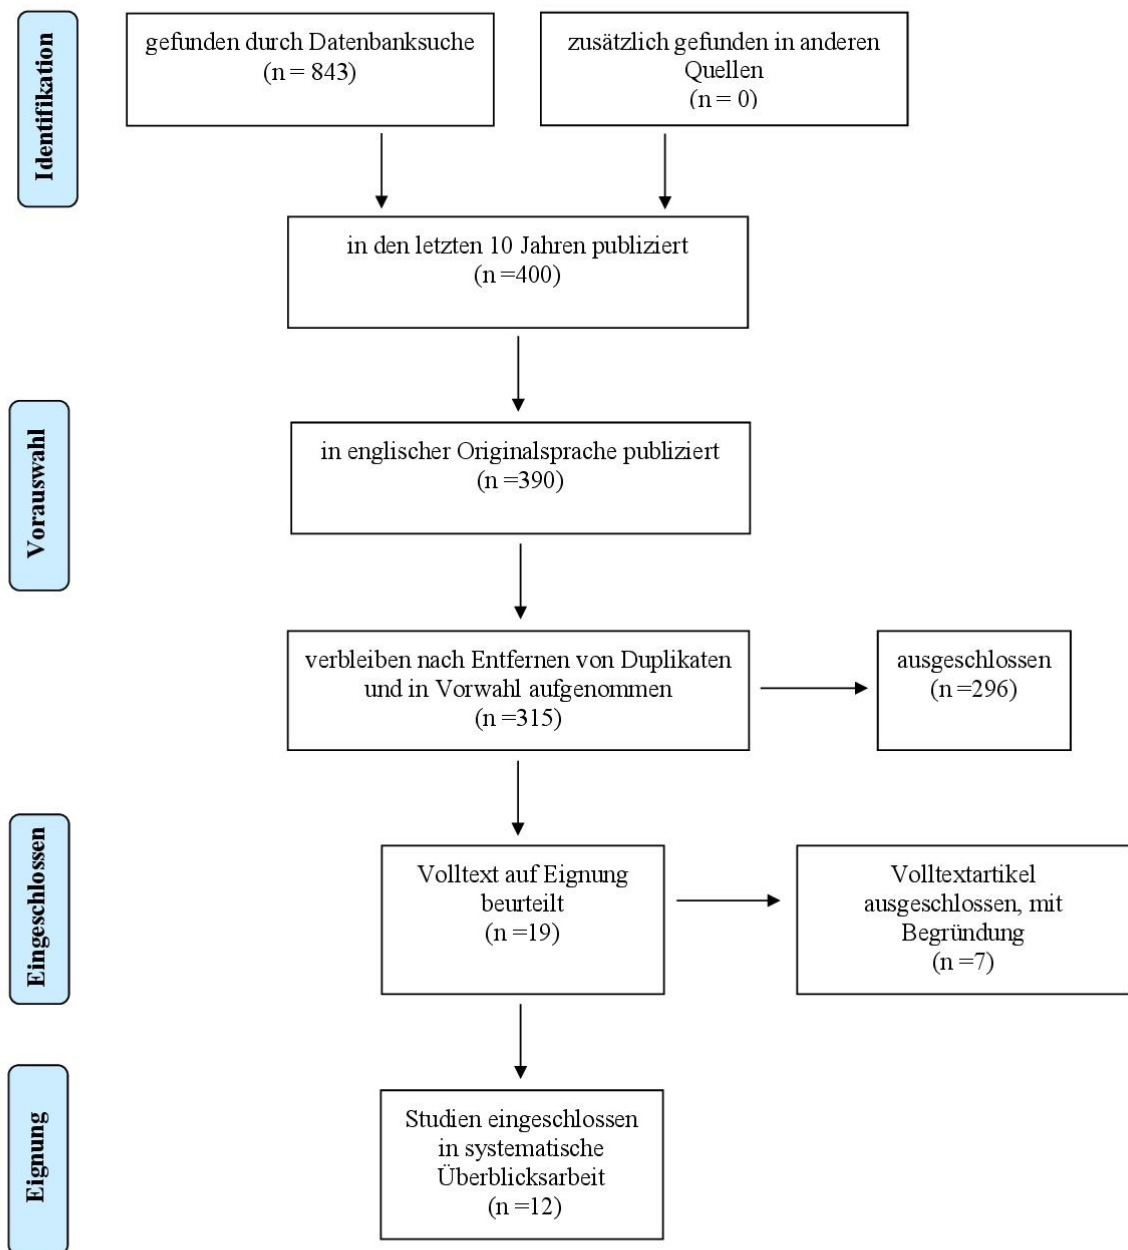 Identifikation
gefunden durch Datenbanksuche
(n = 843)
zusätzlich gefunden in anderen
Quellen
(n = 0)
in den letzten 10 Jahren publiziert
(n =400)
Vorauswahl
in englischer Originalsprache publiziert
(n =390)
verbleiben nach Entfernen von Duplikaten
und in Vorwahl aufgenommen
(n =315)
ausgeschlossen
(n =296)
Eingeschlossen
Volltext auf Eignung
beurteilt
(n =19)
Volltextartikel
ausgeschlossen, mit
Begründung
(n =7)
Eignung
Studien eingeschlossen
in systematische
Überblicksarbeit
(n =12)